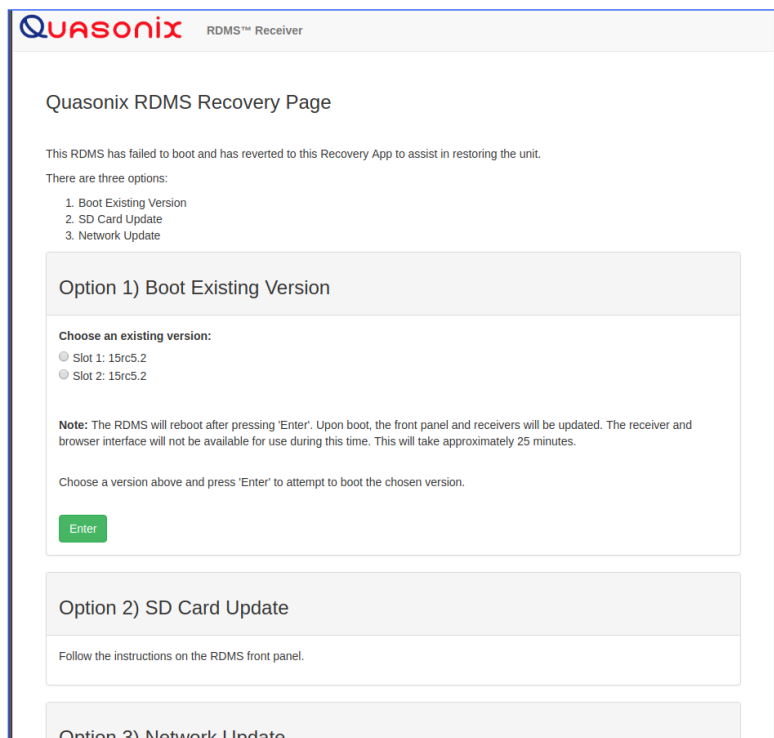 Quasonix RDMS™ Receiver
Quasonix RDMS Recovery Page
This RDMS has failed to boot and has reverted to this Recovery App to assist in restoring the unit.
There are three options:
1. Boot Existing Version
2. SD Card Update
3. Network Update
Option 1) Boot Existing Version
Choose an existing version:
Slot 1: 15rc5.2
Slot 2: 15rc5.2
Note: The RDMS will reboot after pressing 'Enter'. Upon boot, the front panel and receivers will be updated. The receiver and
browser interface will not be available for use during this time. This will take approximately 25 minutes.
Choose a version above and press 'Enter' to attempt to boot the chosen version.
Enter
Option 2) SD Card Update
Follow the instructions on the RDMS front panel.
Option 3) Network Update